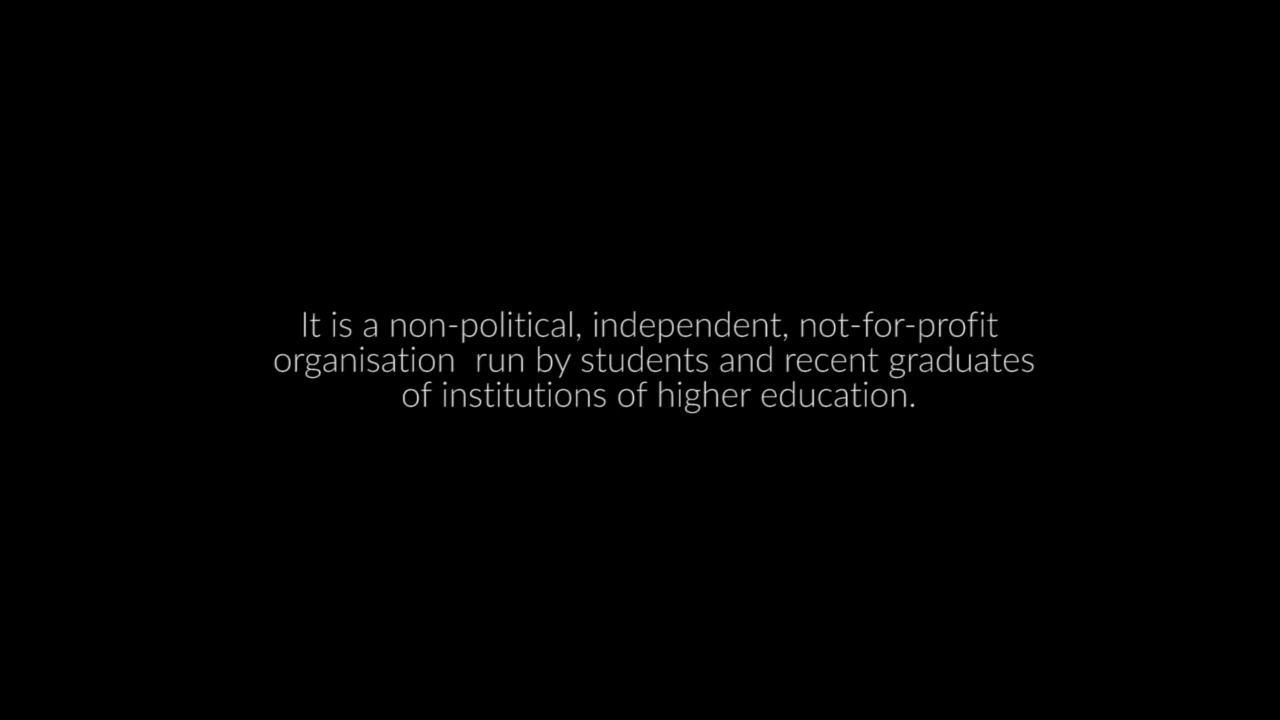 It is a non-political, independent, not-for-profit
organisation  run by students and recent graduates
of institutions of higher education.